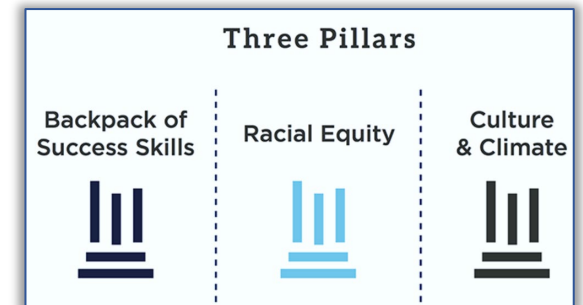 Three Pillars
Backpack of
Success Skills
Racial Equity
Culture
& Climate